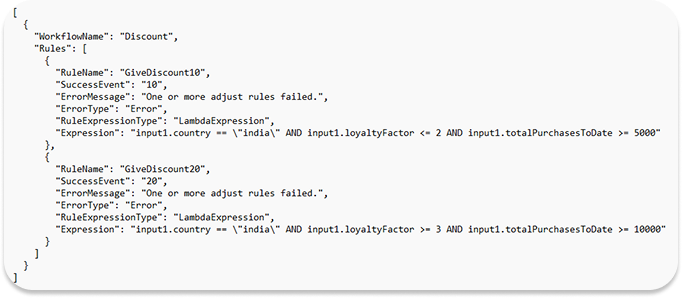 [
  {
    "WorkflowName": "Discount",
    "Rules": [
      {
        "RuleName": "GiveDiscount10",
        "SuccessEvent": "10",
        "ErrorMessage": "One or more adjust rules failed.",
        "ErrorType": "Error",
        "RuleExpressionType": "LambdaExpression",
        "Expression": "input1.country == \"india\" AND input1.loyaltyFactor <= 2 AND input1.totalPurchasesToDate >= 5000"
      },
      {
        "RuleName": "GiveDiscount20",
        "SuccessEvent": "20",
        "ErrorMessage": "One or more adjust rules failed.",
        "ErrorType": "Error",
        "RuleExpressionType": "LambdaExpression",
        "Expression": "input1.country == \"india\" AND input1.loyaltyFactor >= 3 AND input1.totalPurchasesToDate >= 10000"
      }
    ]
  }
]